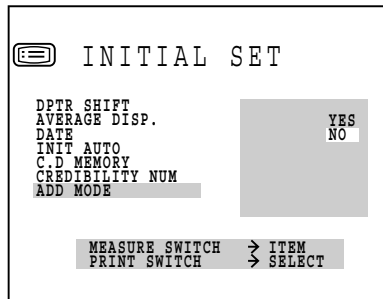 INITIAL SET
DPTR SHIFT
AVERAGE DISP.
DATE
INIT AUTO
C.D MEMORY
CREDIBILITY NUM
ADD MODE
YES
NO
MEASURE SWITCH → ITEM
PRINT SWITCH → SELECT